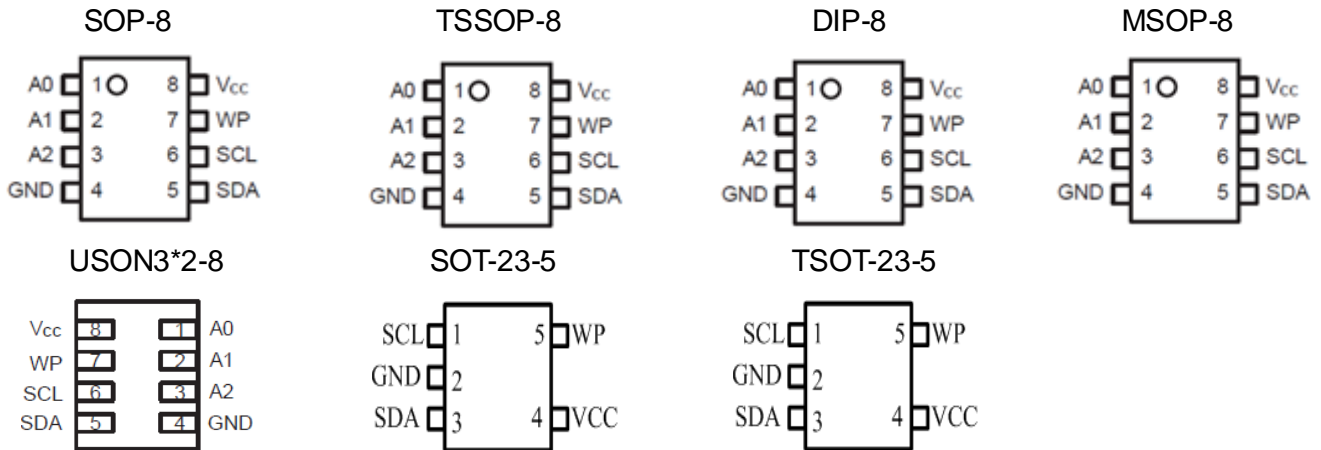 SOP-8 TSSOP-8 DIP-8 MSOP-8
A0 1 8 Vcc A0 1 8 Vcc A0 1 8 Vcc A0 1 8 Vcc
A1 2 7 WP A1 2 7 WP A1 2 7 WP A1 2 7 WP
A2 3 6 SCL A2 3 6 SCL A2 3 6 SCL A2 3 6 SCL
GND 4 5 SDA GND 4 5 SDA GND 4 5 SDA GND 4 5 SDA
USON3*2-8 SOT-23-5 TSOT-23-5
Vcc 8 1 A0 SCL 1 5 WP SCL 1 5 WP
WP 7 2 A1 GND 2 GND 2
SCL 6 3 A2 SDA 3 4 VCC SDA 3 4 VCC
SDA 5 4 GND